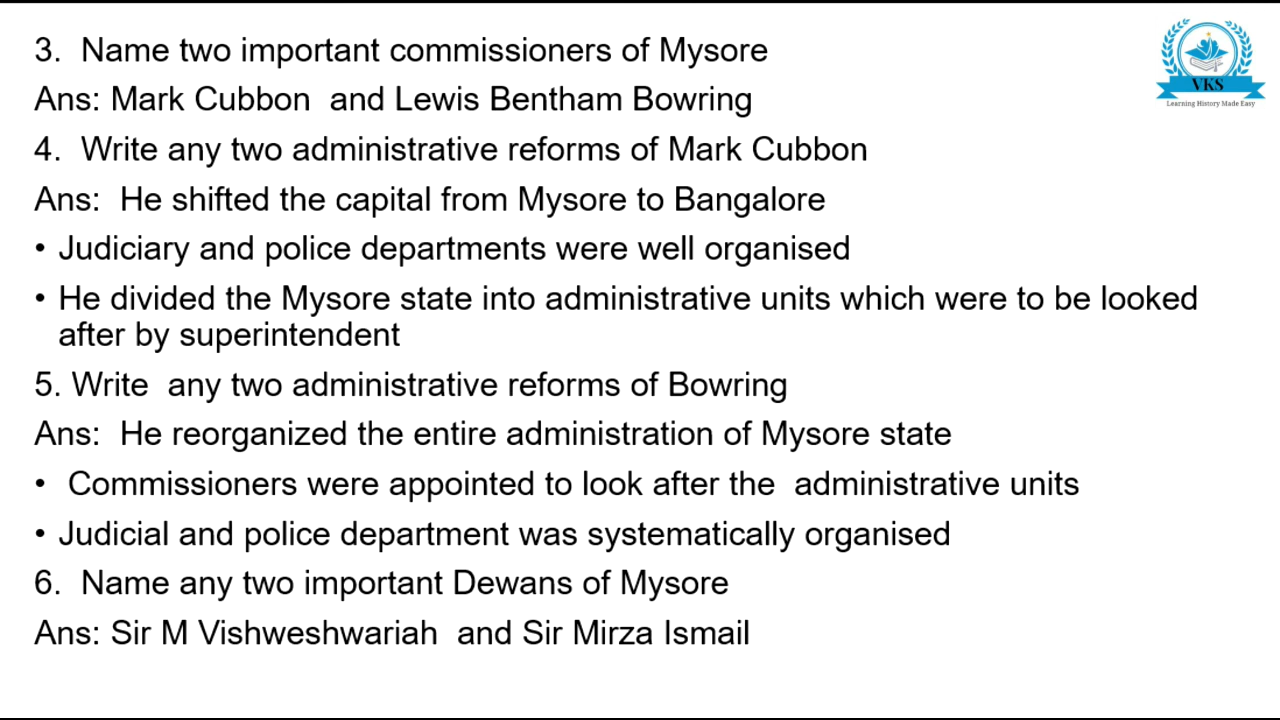 3. Name two important commissioners of Mysore
Ans: Mark Cubbon and Lewis Bentham Bowring
4. Write any two administrative reforms of Mark Cubbon
Ans: He shifted the capital from Mysore to Bangalore
• Judiciary and police departments were well organised
• He divided the Mysore state into administrative units which were to be looked
after by superintendent
5. Write any two administrative reforms of Bowring
Ans: He reorganized the entire administration of Mysore state
• Commissioners were appointed to look after the administrative units
• Judicial and police department was systematically organised
6. Name any two important Dewans of Mysore
Ans: Sir M Vishweshwariah and Sir Mirza Ismail
VKS
Learning History Made Easy